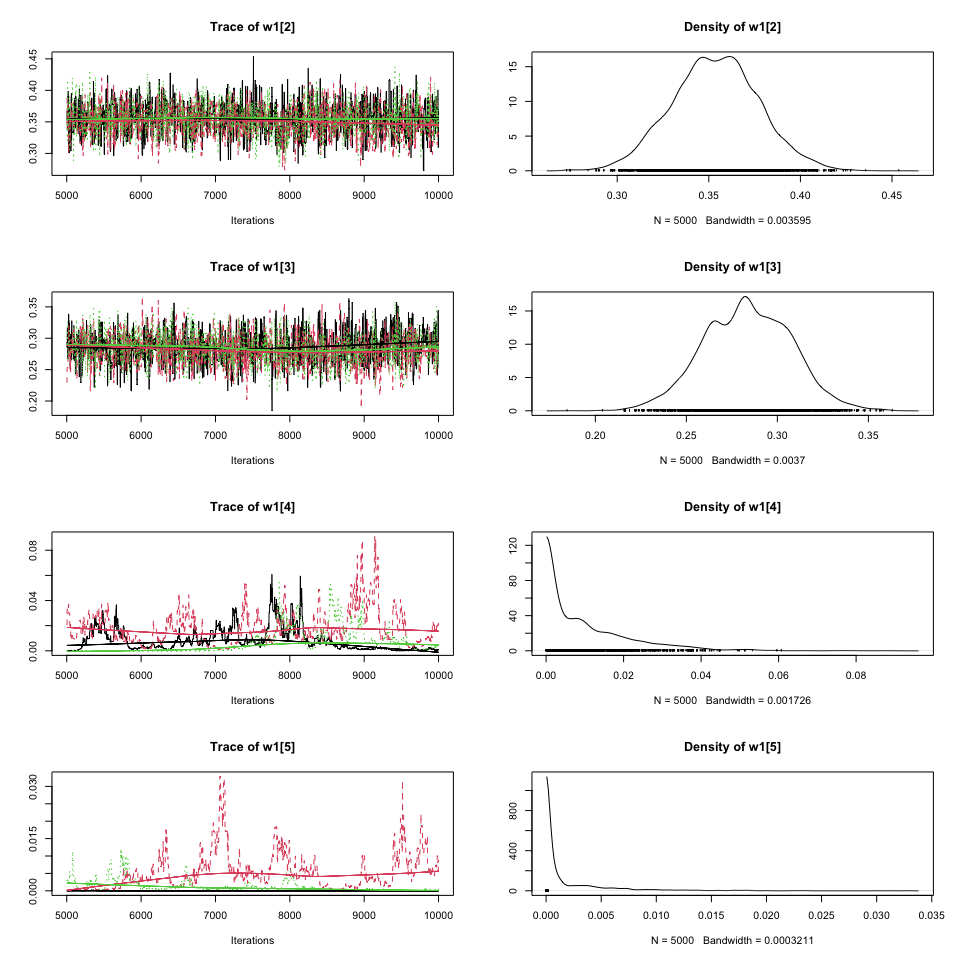 Trace of w1[2]
0.30 0.35 0.40 0.45
5000 6000 7000 8000 9000 10000
Iterations
Density of w1[2]
0 5 10 15
0.30 0.35 0.40 0.45
N = 5000 Bandwidth = 0.003595
Trace of w1[3]
0.20 0.25 0.30 0.35
5000 6000 7000 8000 9000 10000
Iterations
Density of w1[3]
0 5 10 15
0.20 0.25 0.30 0.35
N = 5000 Bandwidth = 0.0037
Trace of w1[4]
0.00 0.04 0.08
5000 6000 7000 8000 9000 10000
Iterations
Density of w1[4]
0 40 80 120
0.00 0.02 0.04 0.06 0.08
N = 5000 Bandwidth = 0.001726
Trace of w1[5]
0.000 0.015 0.030
5000 6000 7000 8000 9000 10000
Iterations
Density of w1[5]
0 400 800
0.000 0.005 0.010 0.015 0.020 0.025 0.030 0.035
N = 5000 Bandwidth = 0.0003211